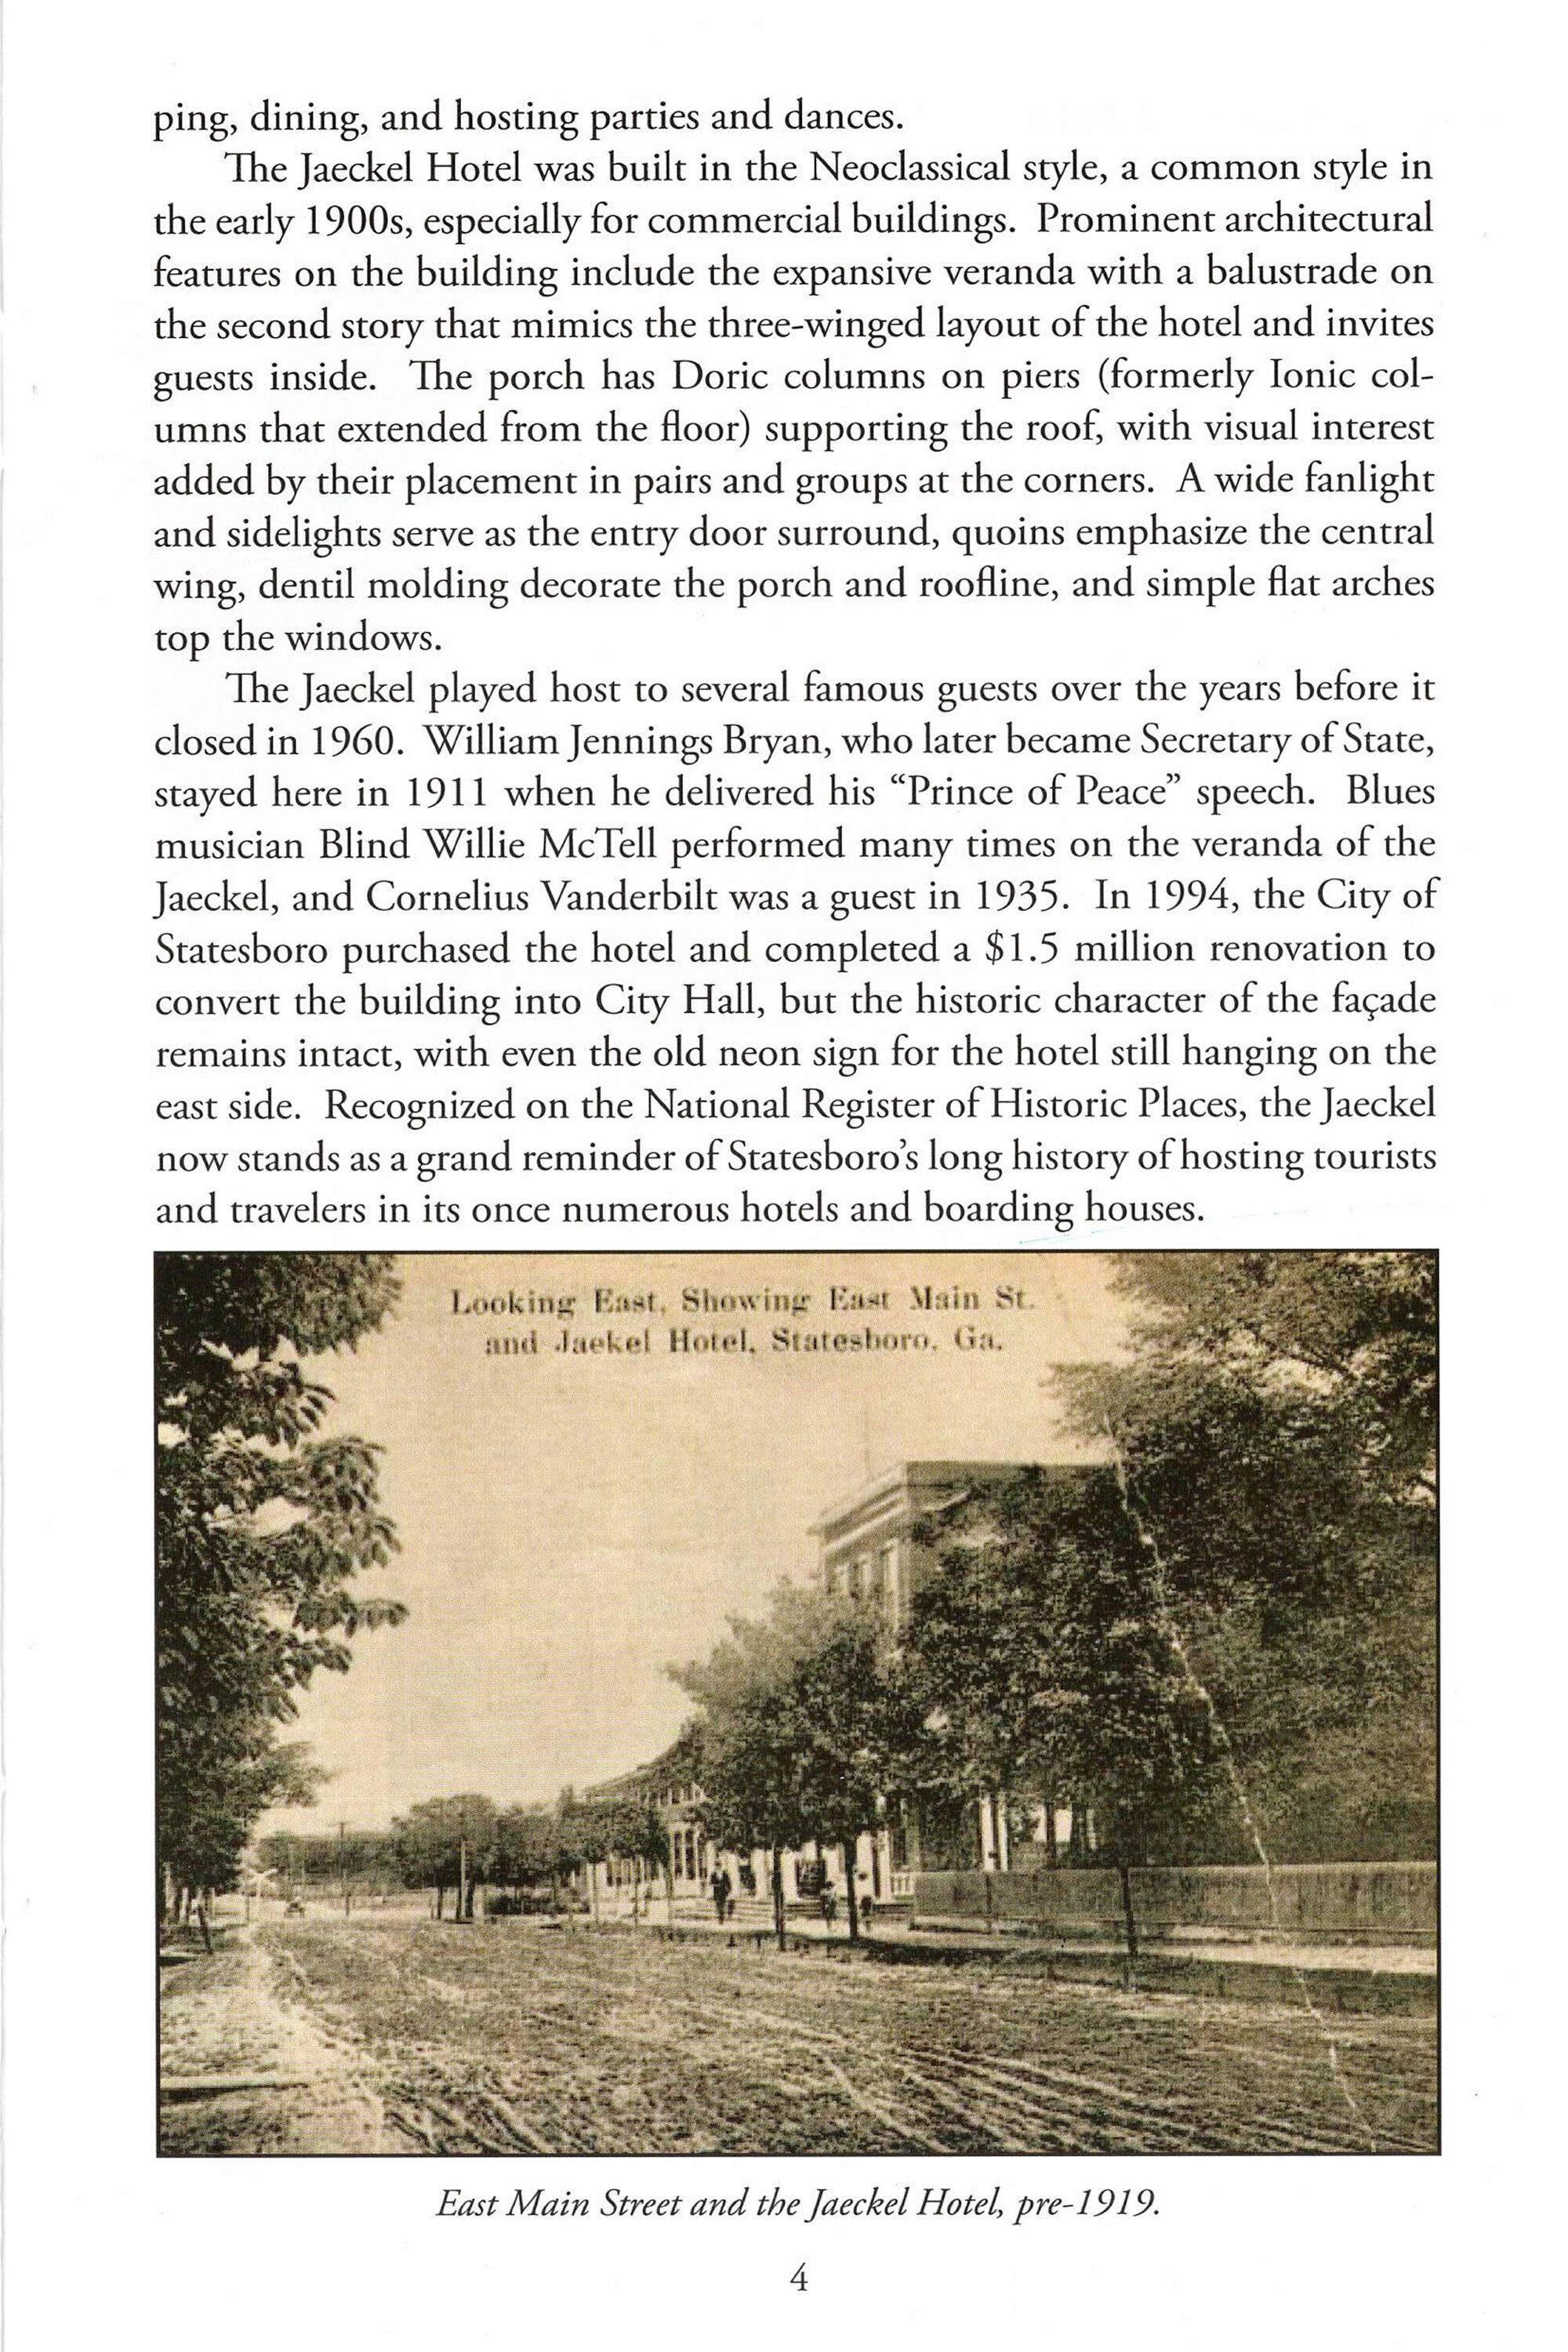 ping, dining, and hosting parties and dances.
The Jaeckel Hotel was built in the Neoclassical style, a common style in
the early 1900s, especially for commercial buildings.  Prominent architectural
features on the building include the expansive veranda with a balustrade on
the second story that mimics the three-winged layout of the hotel and invites
guests inside.  The porch has Doric columns on piers (formerly Ionic col-
umns that extended from the floor) supporting the roof, with visual interest
added by their placement in pairs and groups at the corners.  A wide fanlight
and sidelights serve as the entry door surround, quoins emphasize the central
wing, dentil molding decorate the porch and roofline, and simple flat arches
top the windows.
The Jaeckel played host to several famous guests over the years before it
closed in 1960.  William Jennings Bryan, who later became Secretary of State,
stayed here in 1911 when he delivered his “Prince of Peace” speech.  Blues
musician Blind Willie McTell performed many times on the veranda of the
Jaeckel, and Cornelius Vanderbilt was a guest in 1935.  In 1994, the City of
Statesboro purchased the hotel and completed a $1.5 million renovation to
convert the building into City Hall, but the historic character of the façade
remains intact, with even the old neon sign for the hotel still hanging on the
east side.  Recognized on the National Register of Historic Places, the Jaeckel
now stands as a grand reminder of Statesboro’s long history of hosting tourists
and travelers in its once numerous hotels and boarding houses.
Looking East, Showing East Main St.
and Jaekel Hotel, Statesboro, Ga.
East Main Street and the Jaeckel Hotel, pre-1919.
4